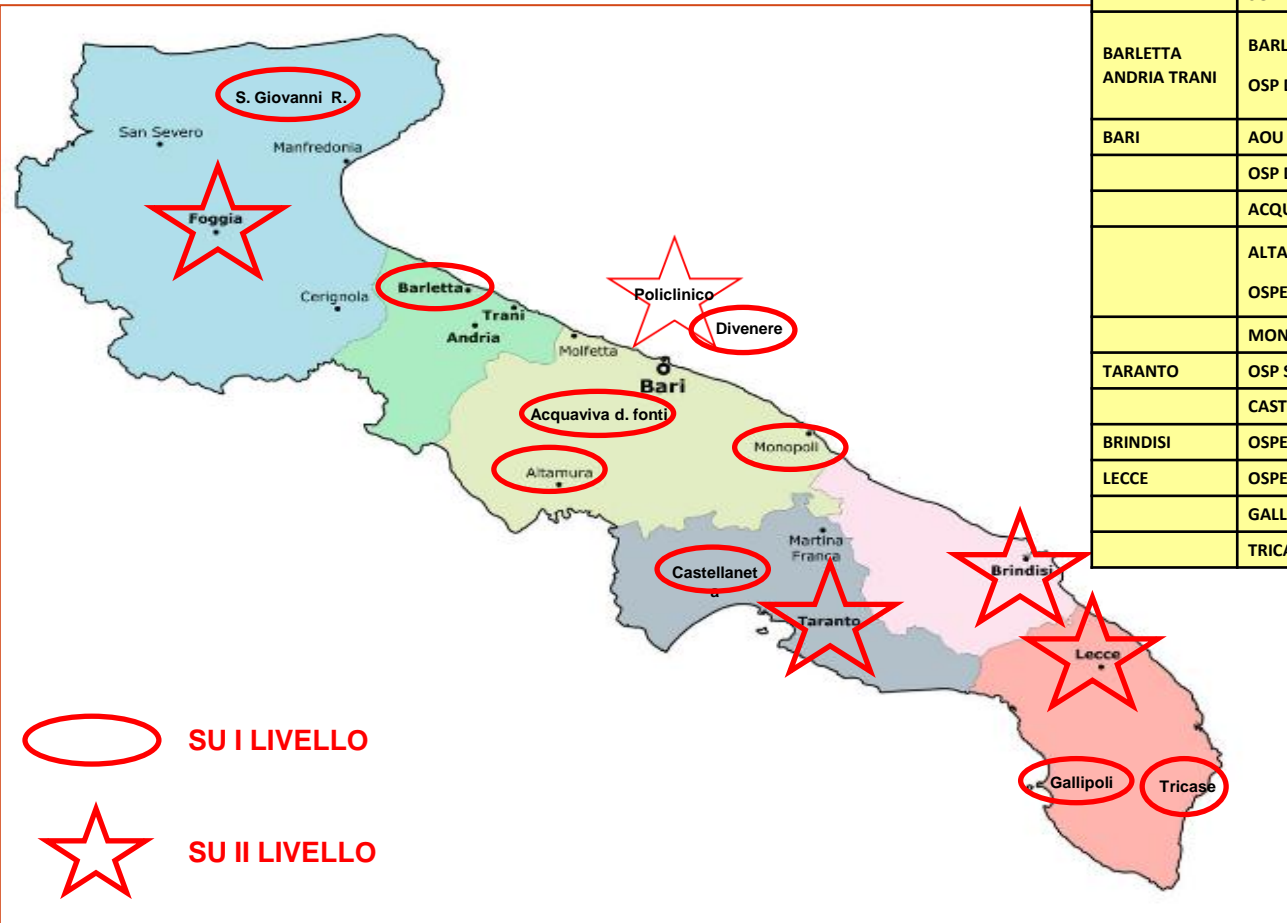 S. Giovanni R.
San Severo
Manfredonia
Foggia
Cerignola
Barletta
Trani
Andria
Policlinico
Divenere
Molfetta
Bari
Acquaviva d. fonti
Monopoli
Altamura
Martina
Franca
Castellanet
a
Taranto
Brindisi
Lecce
Gallipoli
Tricase
SU I LIVELLO
SU II LIVELLO
BARLETTA
ANDRIA TRANI
BARL
OSP
BARI
AOU
OSP
ACQU
ALTA
OSPE
MON
TARANTO
OSP S
CAST
BRINDISI
OSPE
LECCE
OSPE
GALL
TRICA